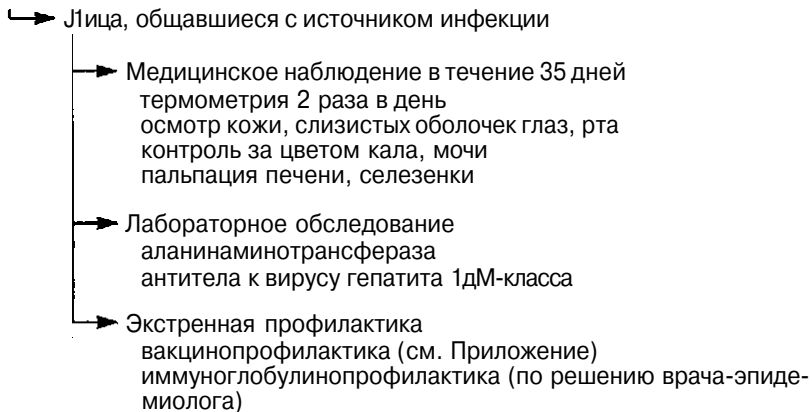 J1ица, общавшиеся с источником инфекции
Медицинское наблюдение в течение 35 дней
термометрия 2 раза в день
осмотр кожи, слизистых оболочек глаз, рта
контроль за цветом кала, мочи
пальпация печени, селезенки
Лабораторное обследование
аланинаминотрансфераза
антитела к вирусу гепатита 1дМ-класса
Экстренная профилактика
вакцинопрофилактика (см. Приложение)
иммуноглобулинопрофилактика (по решению врача-эпиде-
миолога)